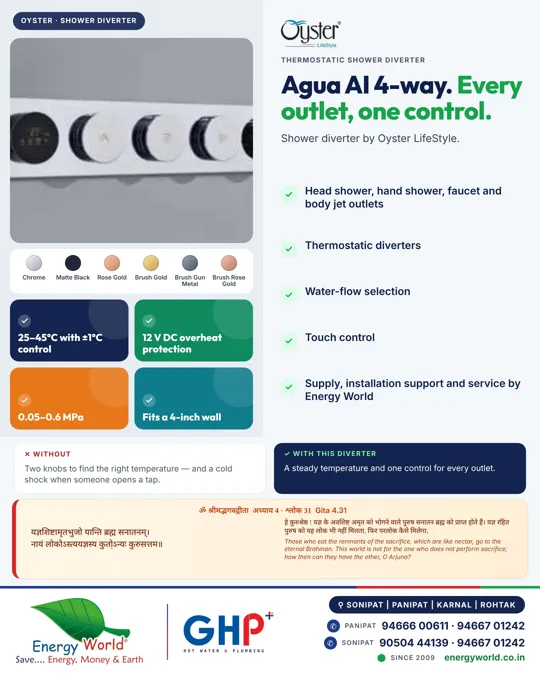 OYSTER · SHOWER DIVERTER
Oyster®
LifeStyle
THERMOSTATIC SHOWER DIVERTER
Agua AI 4-way. Every
outlet, one control.
Shower diverter by Oyster LifeStyle.
Head shower, hand shower, faucet and
body jet outlets
Thermostatic diverters
Water-flow selection
Touch control
Supply, installation support and service by
Energy World
Chrome
Matte Black
Rose Gold
Brush Gold
Brush Gun
Metal
Brush Rose
Gold
25–45°C with ±1°C
control
12 V DC overheat
protection
0.05–0.6 MPa
Fits a 4-inch wall
× WITHOUT
Two knobs to find the right temperature — and a cold
shock when someone opens a tap.
✓ WITH THIS DIVERTER
A steady temperature and one control for every outlet.
ॐ श्रीमद्भगवद्गीता अध्याय 4 · श्लोक 31 Gita 4.31
यज्ञशिष्टामृतभुजो यान्ति ब्रह्म सनातनम्।
नायं लोकोऽस्त्ययज्ञस्य कुतोऽन्यः कुरुसत्तम॥
हे कुरुश्रेष्ठ ! यज्ञ के अवशिष्ट अमृत को भोगने वाले पुरुष सनातन ब्रह्म को प्राप्त होते हैं। यज्ञ रहित
पुरुष को यह लोक भी नहीं मिलता, फिर परलोक कैसे मिलेगा.
Those who eat the remnants of the sacrifice, which are like nectar, go to the
eternal Brahman. This world is not for the one who does not perform sacrifice;
how then can they have the other, O Arjuna?
Energy World®
Save.... Energy, Money & Earth
GHP+
HOT WATER & PLUMBING
SONIPAT | PANIPAT | KARNAL | ROHTAK
PANIPAT 94666 00611 · 94667 01242
SONIPAT 90504 44139 · 94667 01242
SINCE 2009 energyworld.co.in